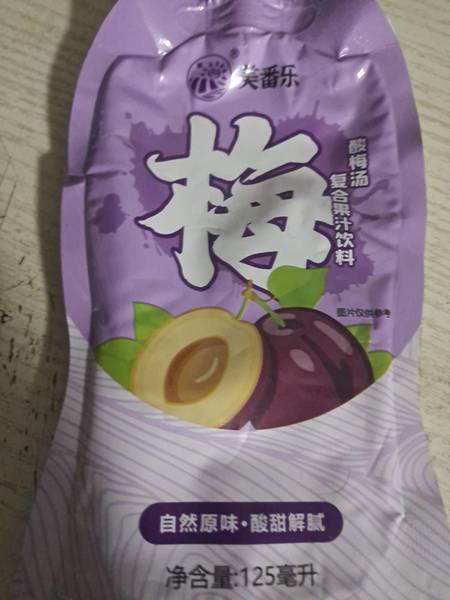 美番乐
®
梅
酸梅汤
复合果汁饮料
图片仅供参考
自然原味·酸甜解腻
净含量:125毫升